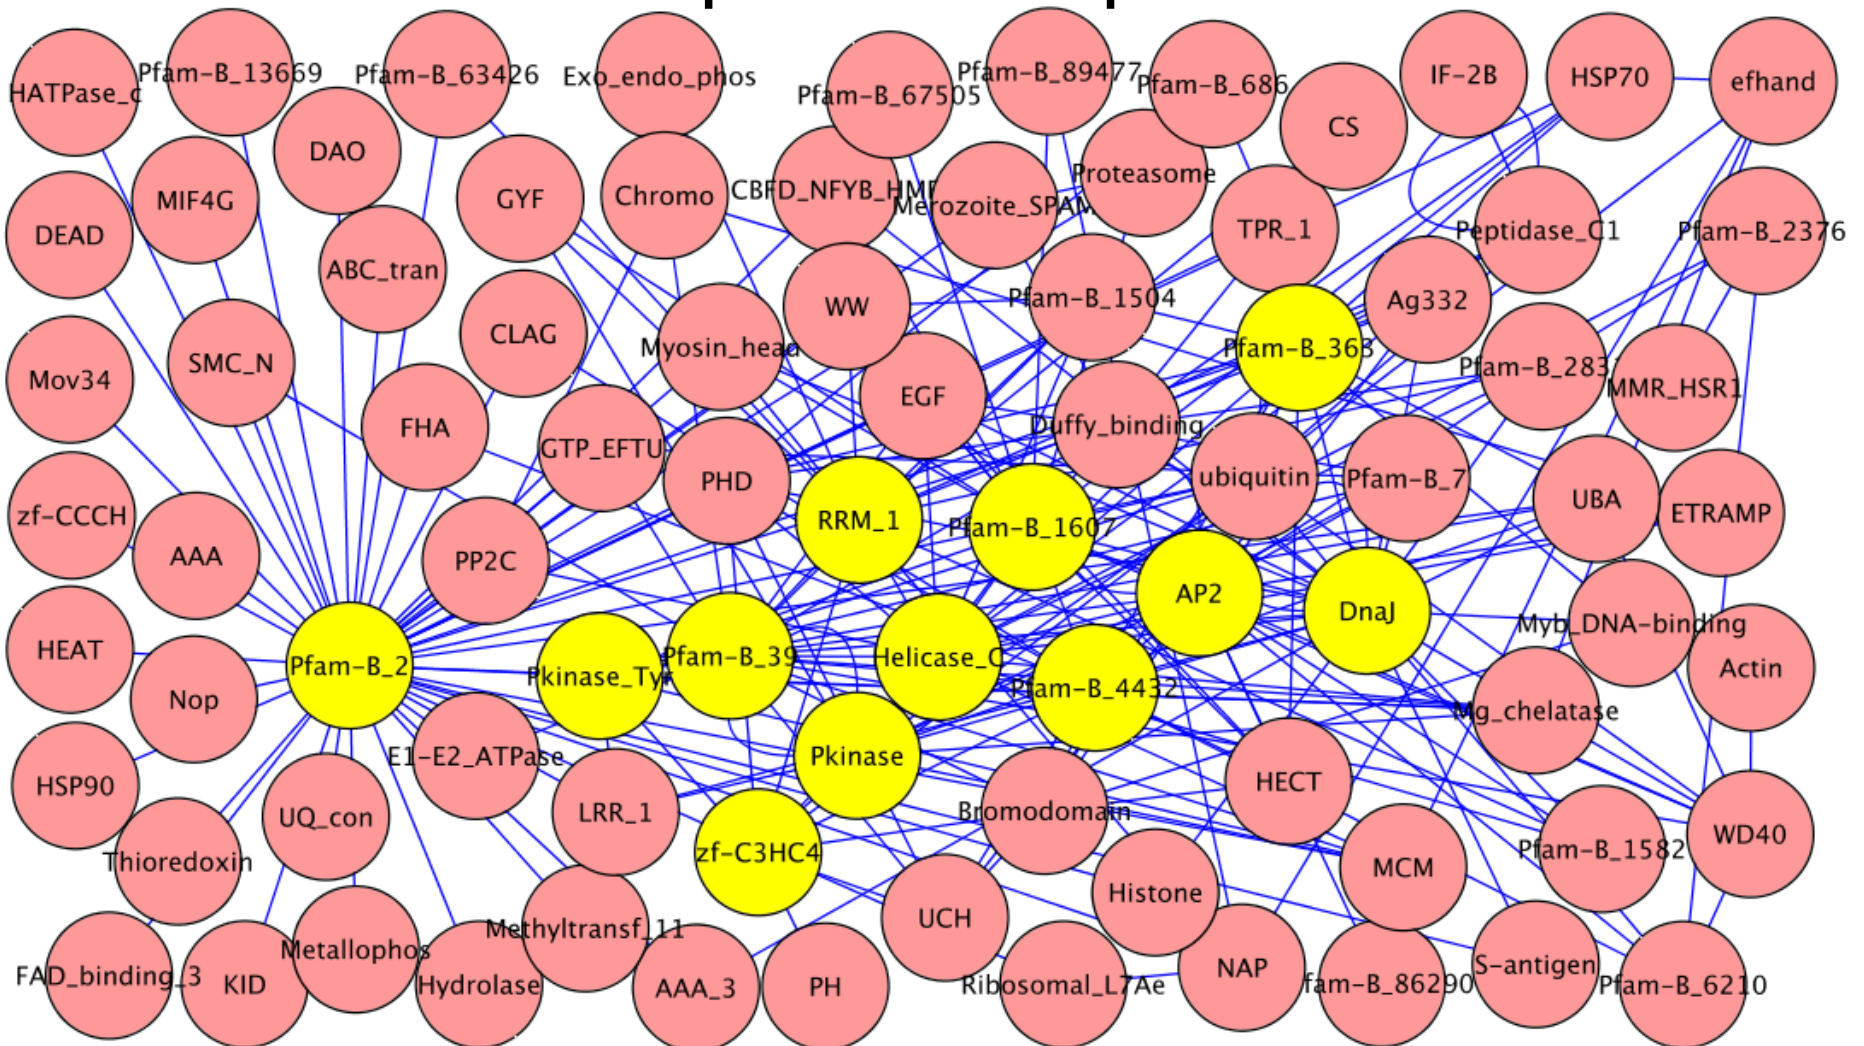 HATPase_c
Pfam-B_13669
Pfam-B_63426
Exo_endo_phos
Pfam-B_67505
Pfam-B_89477
Pfam-B_686
IF-2B
HSP70
efhand
CS
DAO
MIF4G
GYF
Chromo
CBFD_NFYB_HMF
Merozoite_SPAM
Proteasome
TPR_1
Peptidase_C1
Pfam-B_2376
DEAD
ABC_tran
CLAG
WW
Pfam-B_1504
Ag332
Mov34
SMC_N
Myosin_head
Pfam-B_363
Pfam-B_283
MMR_HSR1
FHA
GTP_EFTU
EGF
Duffy_binding
PHD
ubiquitin
Pfam-B_7
UBA
ETRAMP
zf-CCCH
AAA
PP2C
RRM_1
Pfam-B_1607
AP2
DnaJ
Myb_DNA-binding
Actin
HEAT
Nop
Pfam-B_2
Pkinase_Tyr
Pfam-B_39
Helicase_C
Pfam-B_4432
Mg_chelatase
HSP90
E1-E2_ATPase
Pkinase
HECT
UQ_con
LRR_1
Bromodomain
Thioredoxin
zf-C3HC4
MCM
Pfam-B_1582
WD40
Histone
UCH
FAD_binding_3
KID
Metallophos
Hydrolase
Methyltransf_11
AAA_3
PH
Ribosomal_L7Ae
NAP
fam-B_86290
S-antigen
Pfam-B_6210